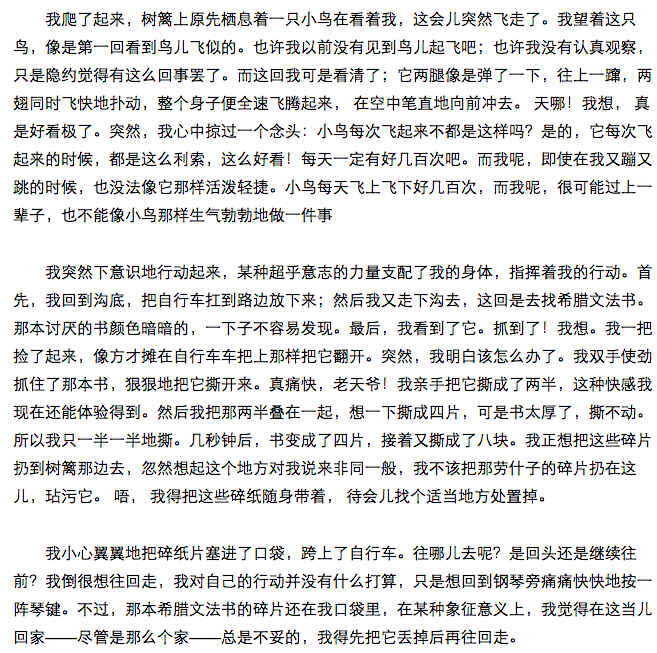 我爬了起来，树篱上原先栖息着一只小鸟在看着我，这会儿突然飞走了。我望着这只
鸟，像是第一回看到鸟儿飞似的。也许我以前没有见到鸟儿起飞吧；也许我没有认真观察，
只是隐约觉得有这么回事罢了。而这回我可是看清了；它两腿像是弹了一下，往上一蹿，两
翅同时飞快地扑动，整个身子便全速飞腾起来， 在空中笔直地向前冲去。 天哪！我想， 真
是好看极了。突然，我心中掠过一个念头：小鸟每次飞起来不都是这样吗？是的，它每次飞
起来的时候，都是这么利索，这么好看！每天一定有好几百次吧。而我呢，即使在我又蹦又
跳的时候，也没法像它那样活泼轻捷。小鸟每天飞上飞下好几百次，而我呢，很可能过上一
辈子，也不能像小鸟那样生气勃勃地做一件事
我突然下意识地行动起来，某种超乎意志的力量支配了我的身体，指挥着我的行动。首
先，我回到沟底，把自行车扛到路边放下来；然后我又走下沟去，这回是去找希腊文法书。
那本讨厌的书颜色暗暗的，一下子不容易发现。最后，我看到了它。抓到了！我想。我一把
捡了起来，像方才摊在自行车车把上那样把它翻开。突然，我明白该怎么办了。我双手使劲
抓住了那本书，狠狠地把它撕开来。真痛快，老天爷！我亲手把它撕成了两半，这种快感我
现在还能体验得到。然后我把那两半叠在一起，想一下撕成四片，可是书太厚了，撕不动。
所以我只一半一半地撕。几秒钟后，书变成了四片，接着又撕成了八块。我正想把这些碎片
扔到树篱那边去，忽然想起这个地方对我说来非同一般，我不该把那劳什子的碎片扔在这
儿，玷污它。 唔， 我得把这些碎纸随身带着， 待会儿找个适当地方处置掉。
我小心翼翼地把碎纸片塞进了口袋，跨上了自行车。往哪儿去呢？是回头还是继续往
前？我倒很想往回走，我对自己的行动并没有什么打算，只是想回到钢琴旁痛痛快快地按一
阵琴键。不过，那本希腊文法书的碎片还在我口袋里，在某种象征意义上，我觉得在这当儿
回家——尽管是那么个家——总是不妥的，我得先把它丢掉后再往回走。